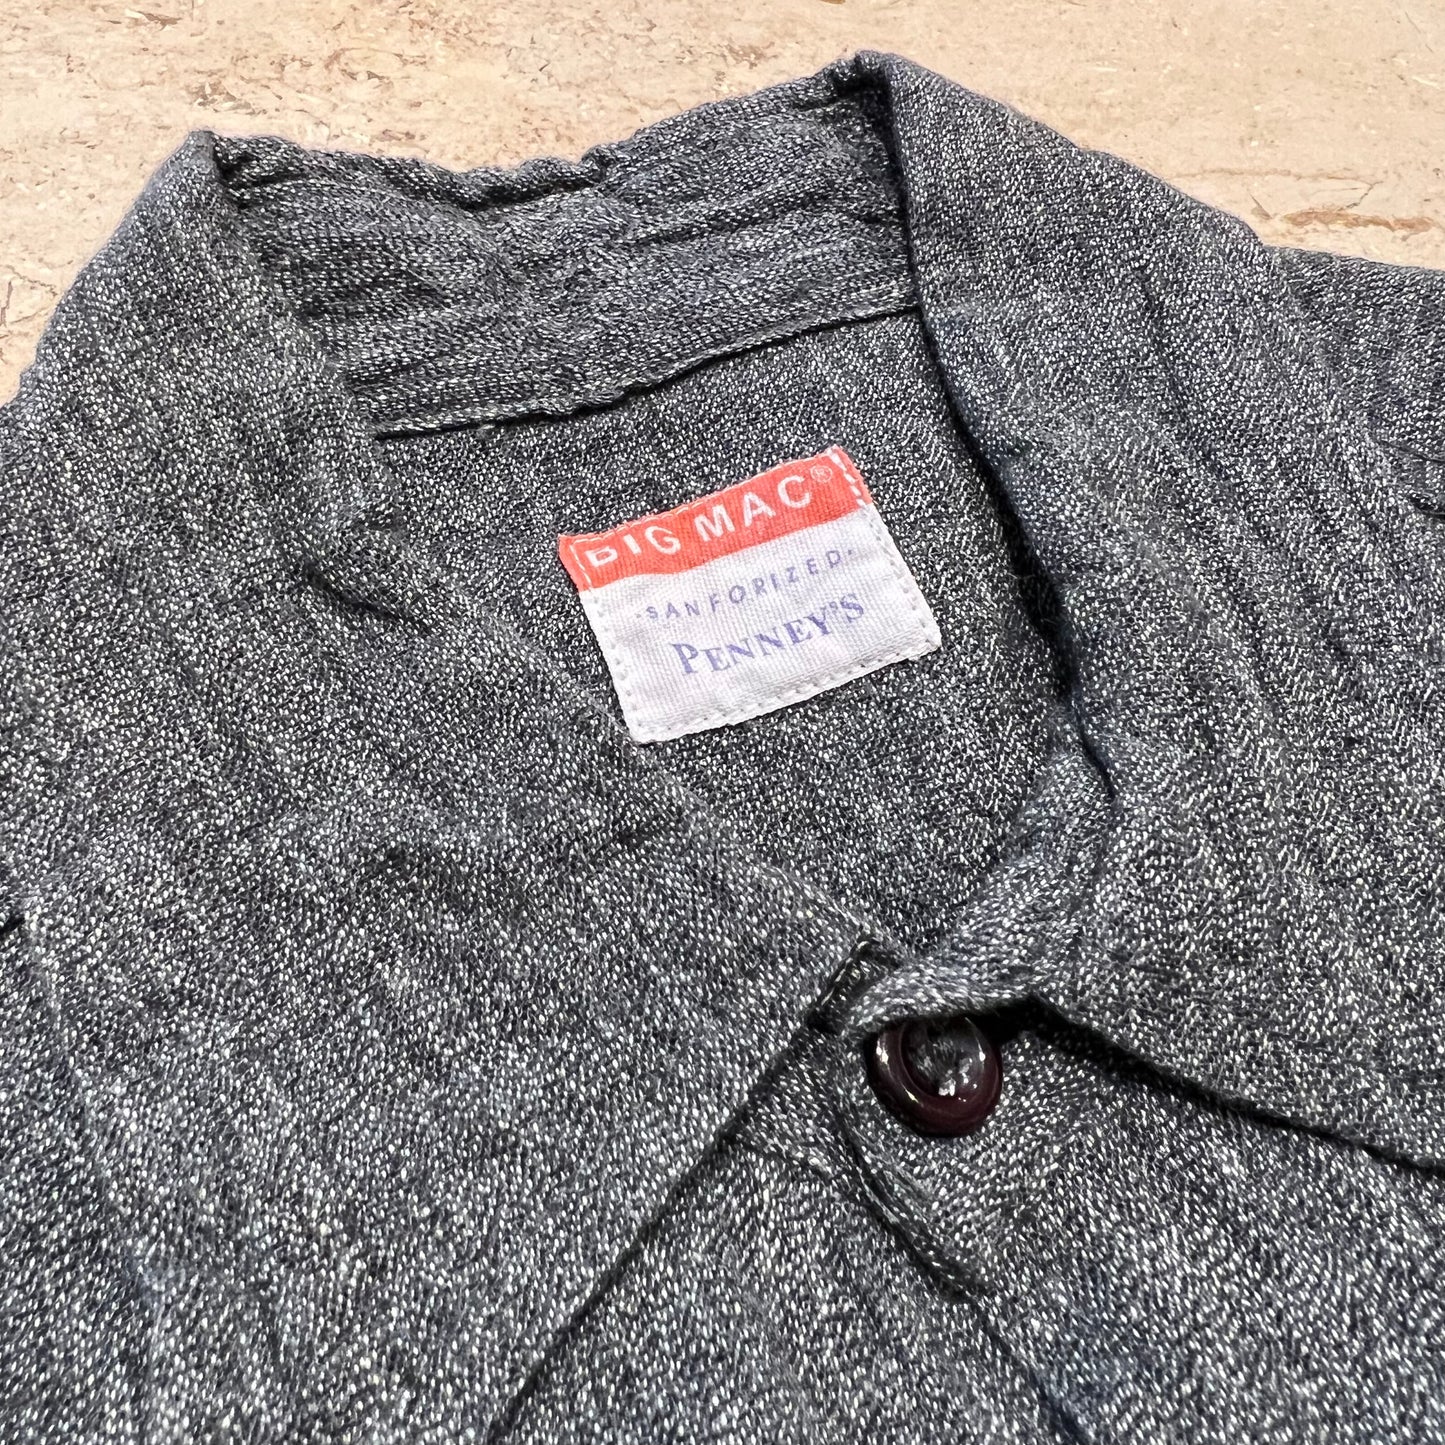 BIG MAC®
·SANFORIZED·
PENNEY'S